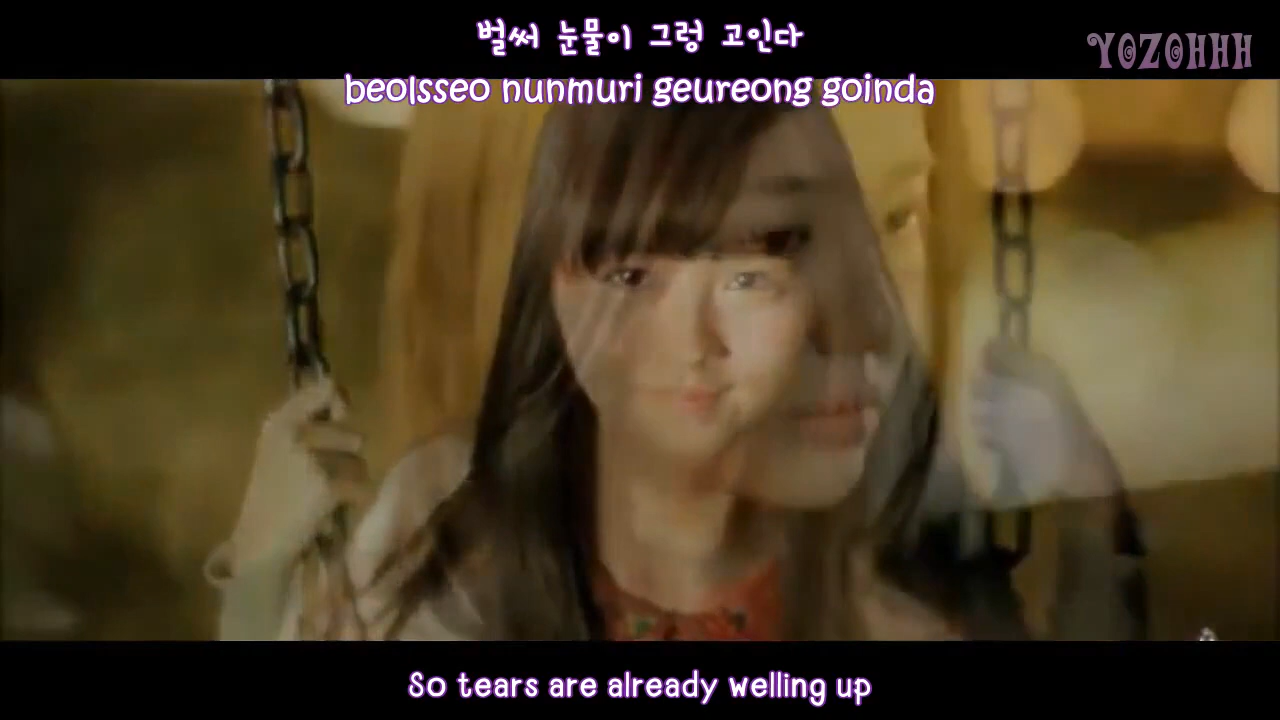 벌써 눈물이 그렁 고인다
YOZOHHH
beolsseo nunmuri geureong goinda
So tears are already welling up